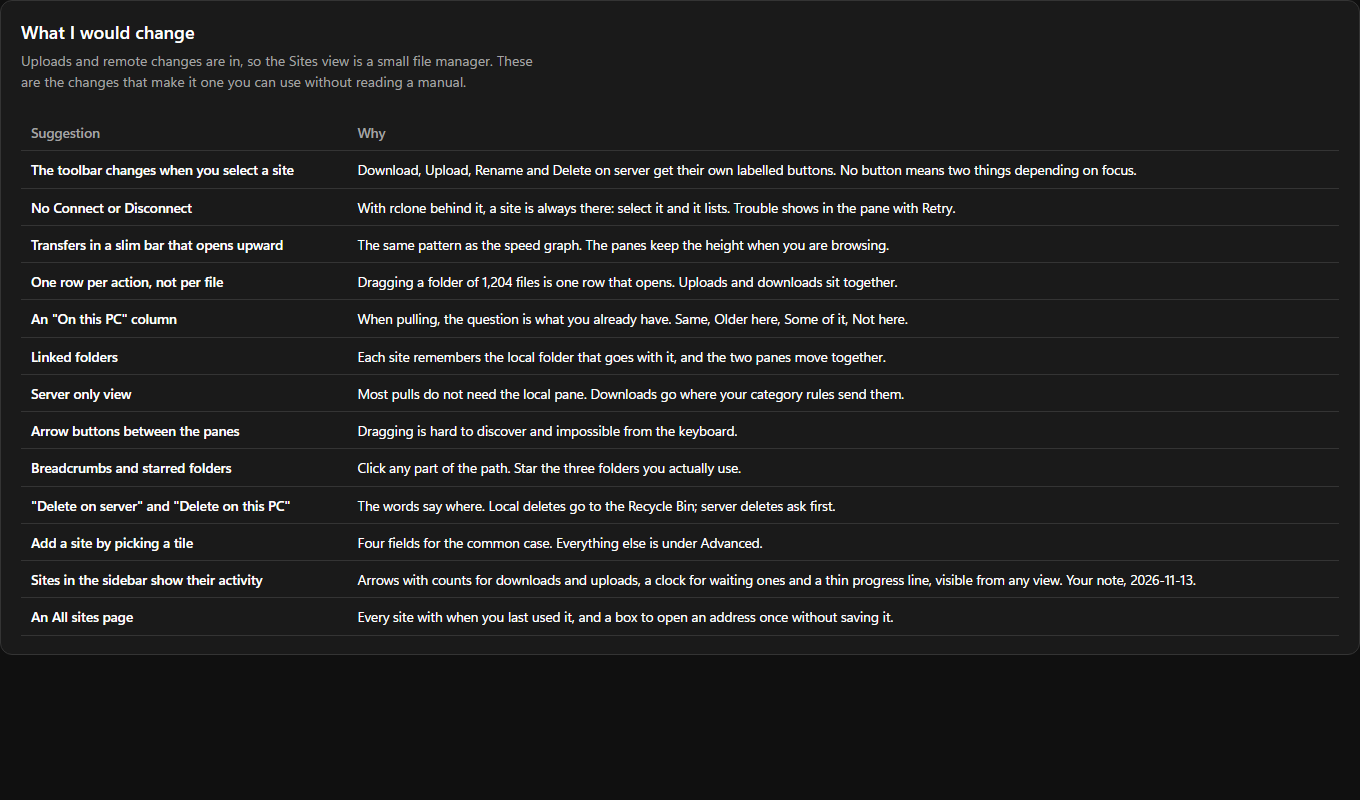 What I would change
Uploads and remote changes are in, so the Sites view is a small file manager. These
are the changes that make it one you can use without reading a manual.
Suggestion Why
The toolbar changes when you select a site Download, Upload, Rename and Delete on server get their own labelled buttons. No button means two things depending on focus.
No Connect or Disconnect With rclone behind it, a site is always there: select it and it lists. Trouble shows in the pane with Retry.
Transfers in a slim bar that opens upward The same pattern as the speed graph. The panes keep the height when you are browsing.
One row per action, not per file Dragging a folder of 1,204 files is one row that opens. Uploads and downloads sit together.
An "On this PC" column When pulling, the question is what you already have. Same, Older here, Some of it, Not here.
Linked folders Each site remembers the local folder that goes with it, and the two panes move together.
Server only view Most pulls do not need the local pane. Downloads go where your category rules send them.
Arrow buttons between the panes Dragging is hard to discover and impossible from the keyboard.
Breadcrumbs and starred folders Click any part of the path. Star the three folders you actually use.
"Delete on server" and "Delete on this PC" The words say where. Local deletes go to the Recycle Bin; server deletes ask first.
Add a site by picking a tile Four fields for the common case. Everything else is under Advanced.
Sites in the sidebar show their activity Arrows with counts for downloads and uploads, a clock for waiting ones and a thin progress line, visible from any view. Your note, 2026-11-13.
An All sites page Every site with when you last used it, and a box to open an address once without saving it.